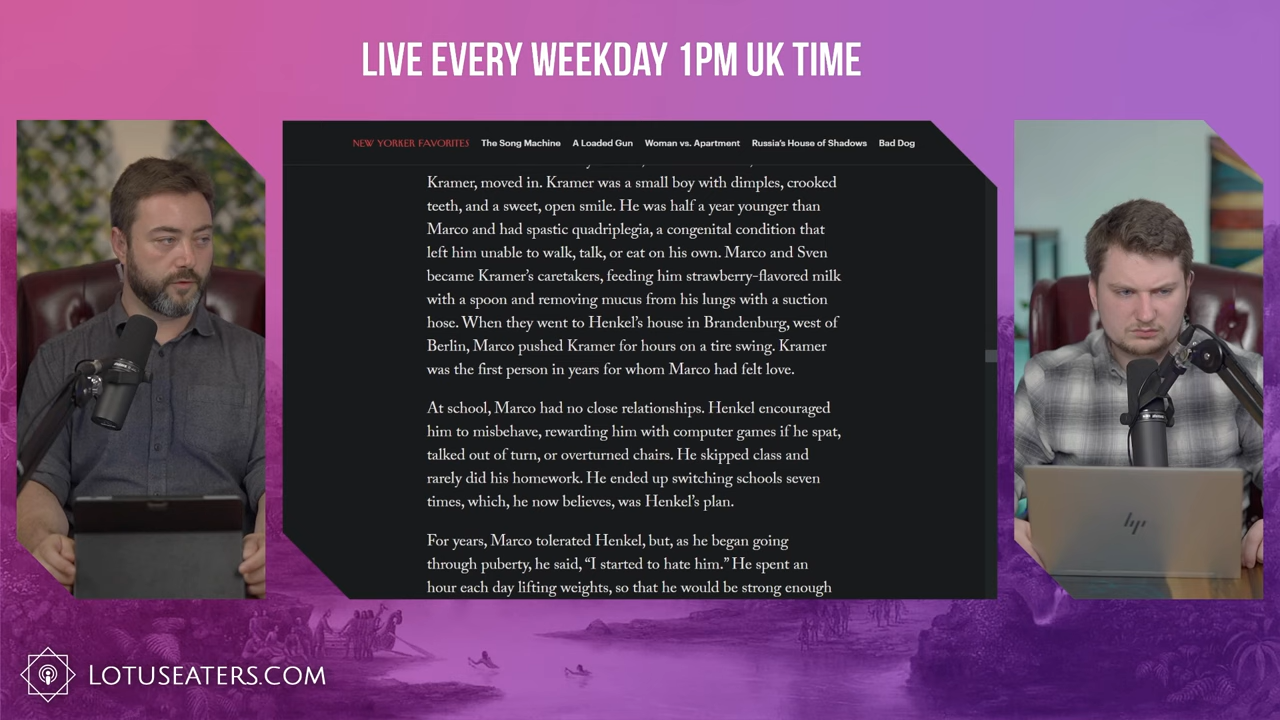 LIVE EVERY WEEKDAY 1PM UK TIME
NEW YORKER FAVORITES The Song Machine A Loaded Gun Woman vs. Apartment Russia's House of Shadows Bad Dog
Kramer, moved in. Kramer was a small boy with dimples, crooked
teeth, and a sweet, open smile. He was half a year younger than
Marco and had spastic quadriplegia, a congenital condition that
left him unable to walk, talk, or eat on his own. Marco and Sven
became Kramer's caretakers, feeding him strawberry-flavored milk
with a spoon and removing mucus from his lungs with a suction
hose. When they went to Henkel's house in Brandenburg, west of
Berlin, Marco pushed Kramer for hours on a tire swing. Kramer
was the first person in years for whom Marco had felt love.
At school, Marco had no close relationships. Henkel encouraged
him to misbehave, rewarding him with computer games if he spat,
talked out of turn, or overturned chairs. He skipped class and
rarely did his homework. He ended up switching schools seven
times, which, he now believes, was Henkel's plan.
For years, Marco tolerated Henkel, but, as he began going
through puberty, he said, “I started to hate him.” He spent an
hour each day lifting weights, so that he would be strong enough
hp
LOTUSEATERS.COM